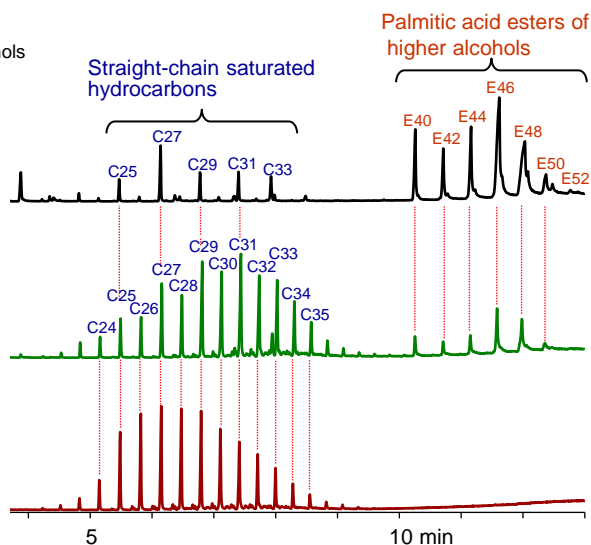 ols
Straight-chain saturated
hydrocarbons
Palmitic acid esters of
higher alcohols
C25
C27
C29
C31
C33
E40
E42
E44
E46
E48
E50
E52
C24
C25
C26
C27
C28
C29
C30
C31
C32
C33
C34
C35
5
10 min